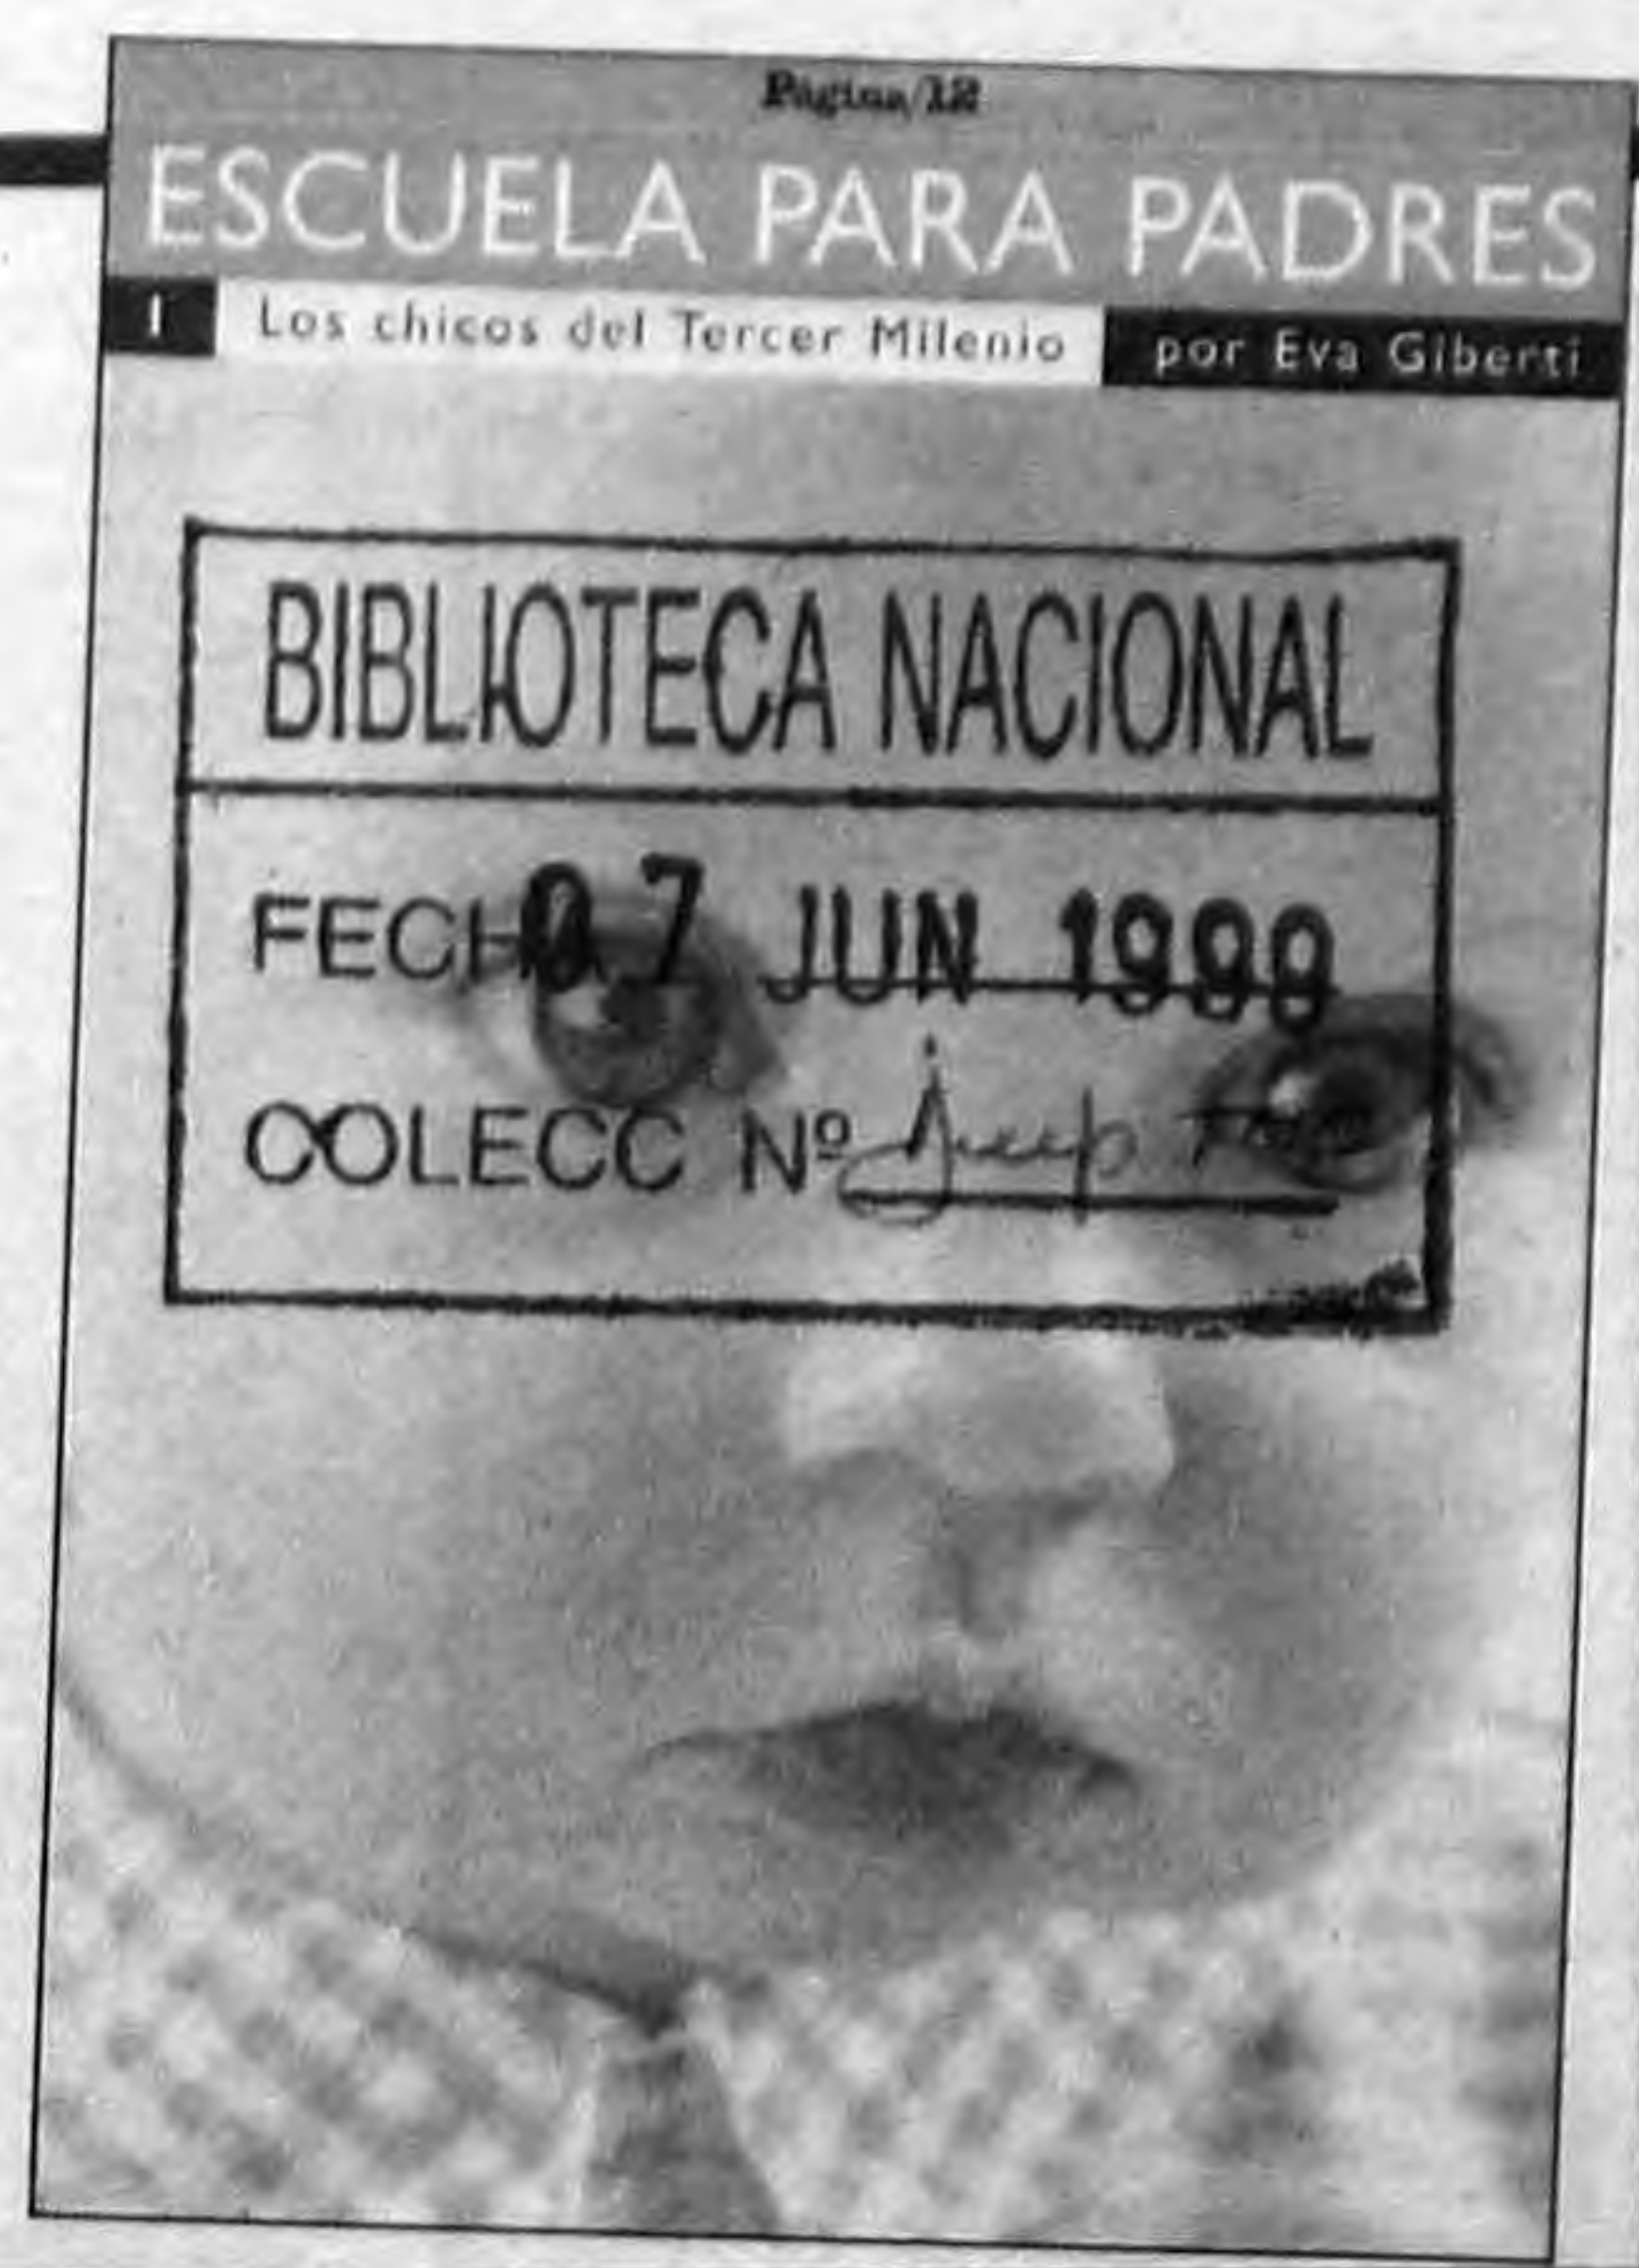 Página/12
ESCUELA PARA PADRES
1 Los chicos del Tercer Milenio por Eva Giberti
BIBLIOTECA NACIONAL
FECHA 07 JUN 1999
COLECC Nº